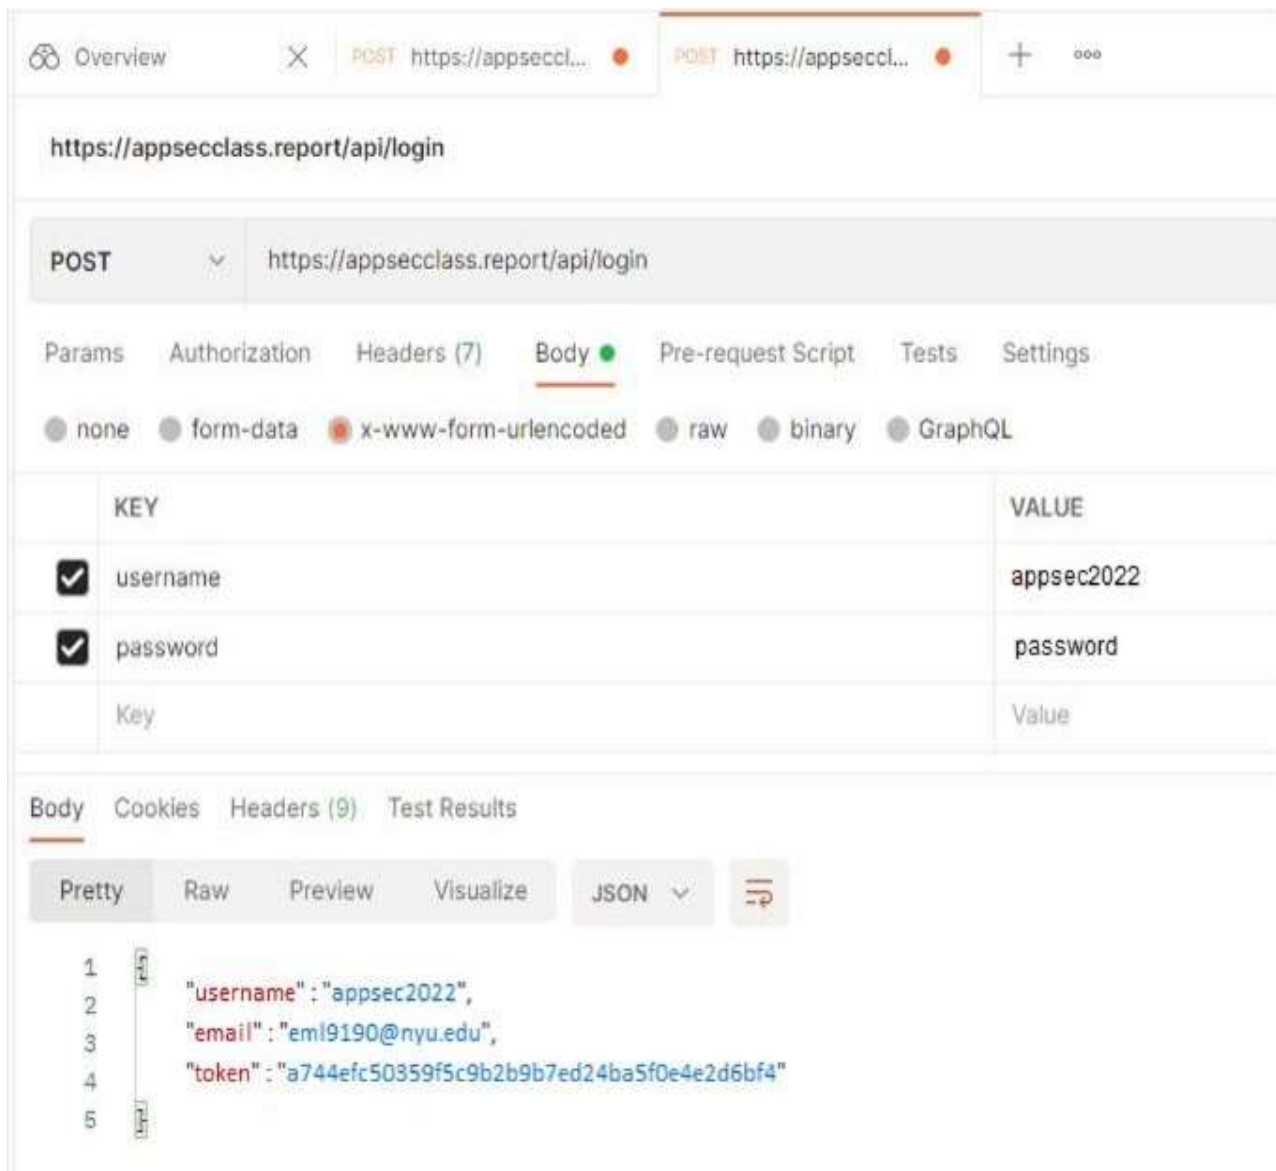 Overview POST https://appseccl... POST https://appseccl...
https://appsecclass.report/api/login
POST https://appsecclass.report/api/login
Params Authorization Headers (7) Body Pre-request Script Tests Settings
none form-data x-www-form-urlencoded raw binary GraphQL
KEY VALUE
username appsec2022
password password
Key Value
Body Cookies Headers (9) Test Results
Pretty Raw Preview Visualize JSON
1 {
2 "username" : "appsec2022",
3 "email" : "eml9190@nyu.edu",
4 "token" : "a744efc50359f5c9b2b9b7ed24ba5f0e4e2d6bf4"
5 }